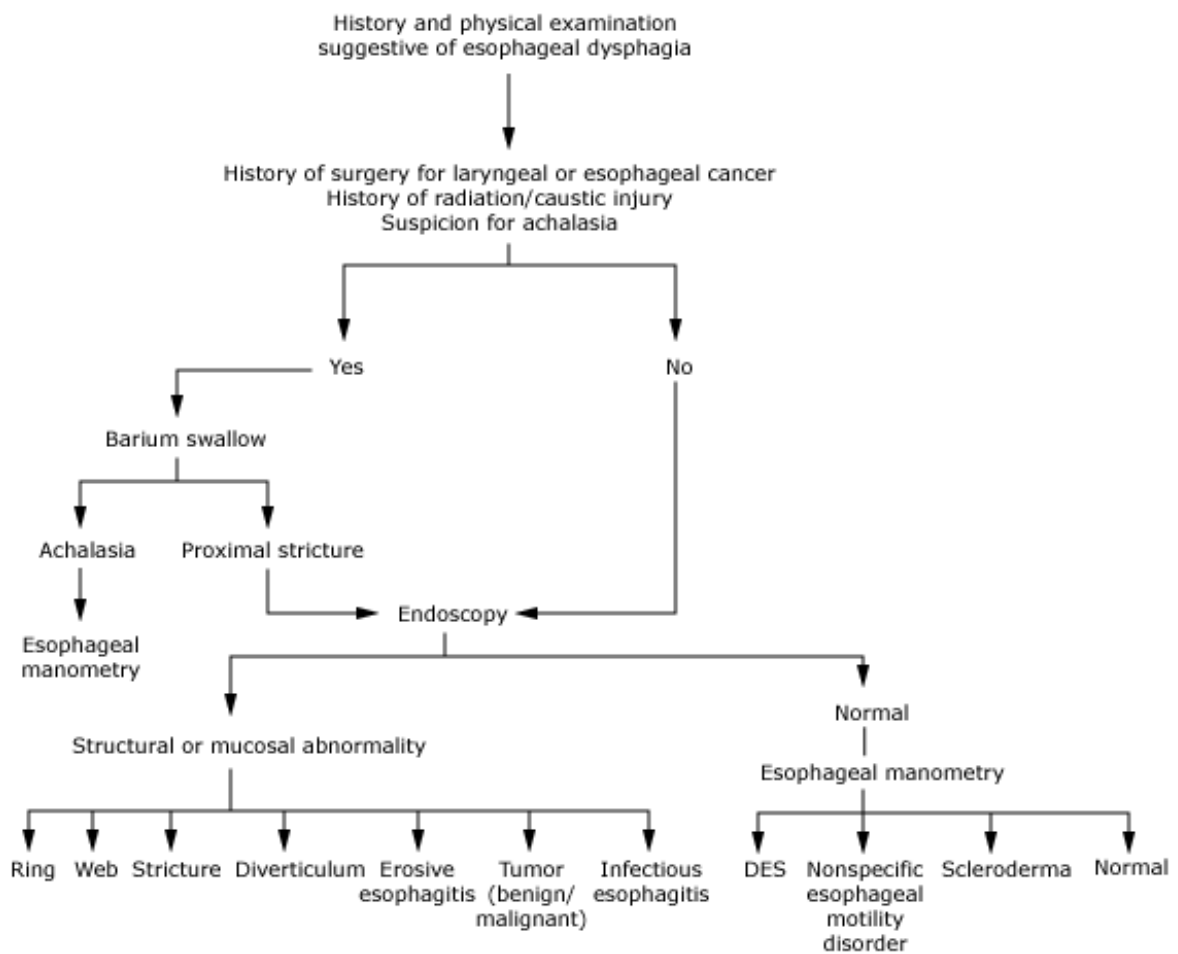 History and physical examination
suggestive of esophageal dysphagia
History of surgery for laryngeal or esophageal cancer
History of radiation/caustic injury
Suspicion for achalasia
Yes
No
Barium swallow
Achalasia
Proximal stricture
Endoscopy
Esophageal
manometry
Normal
Structural or mucosal abnormality
Esophageal manometry
Ring
Web
Stricture
Diverticulum
Erosive
esophagitis
Tumor
(benign/
malignant)
Infectious
esophagitis
DES
Nonspecific
esophageal
motility
disorder
Scleroderma
Normal